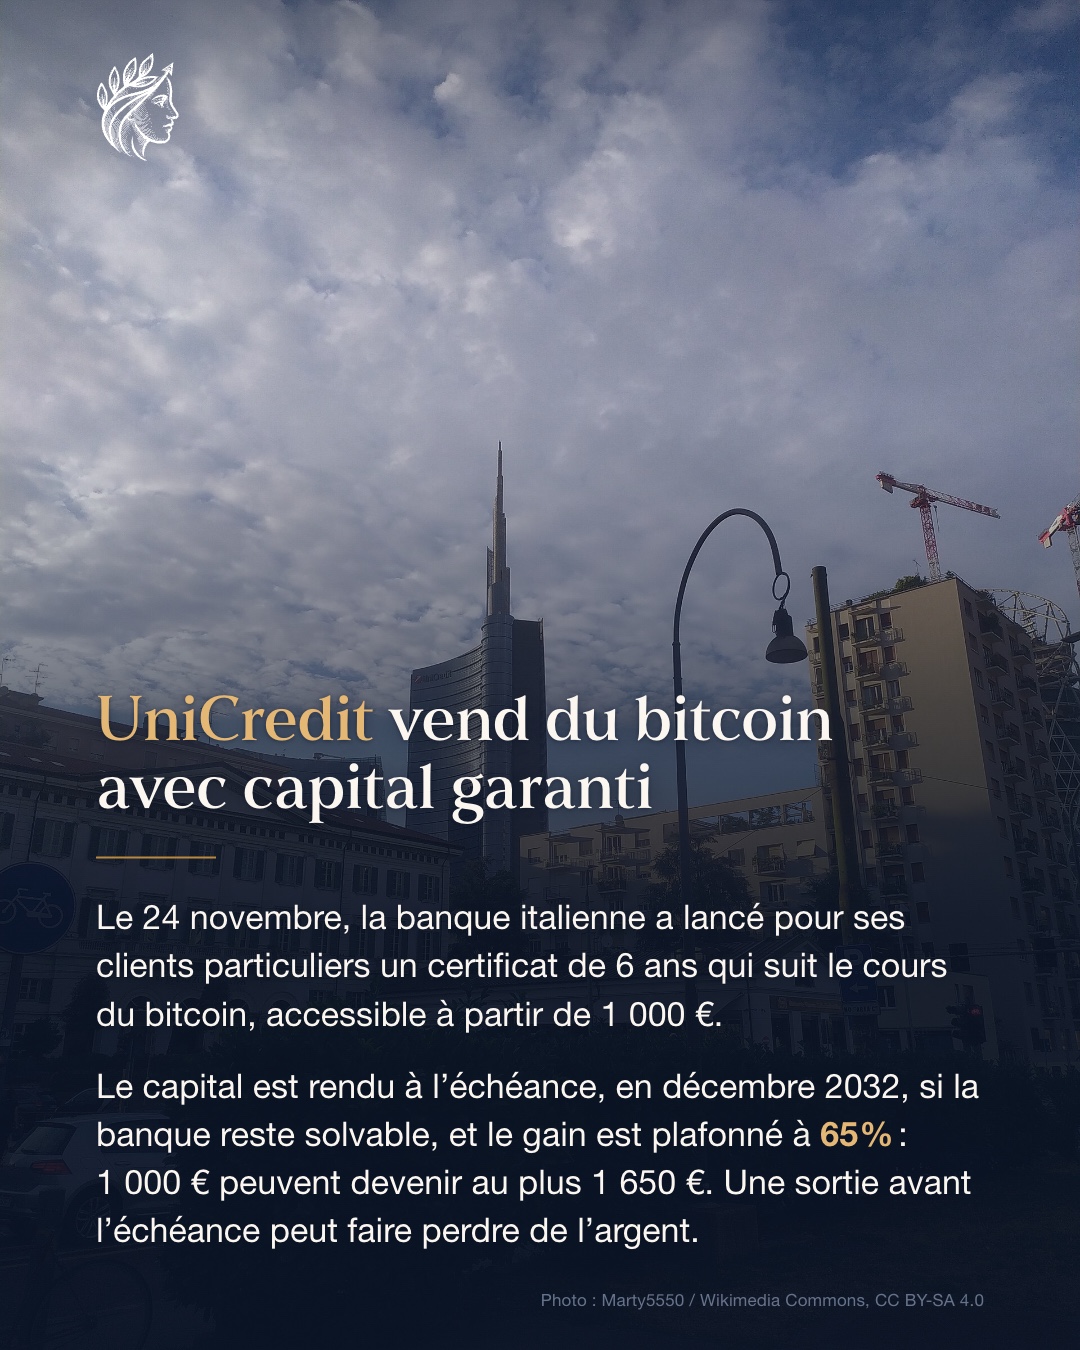 UniCredit vend du bitcoin
avec capital garanti
Le 24 novembre, la banque italienne a lancé pour ses
clients particuliers un certificat de 6 ans qui suit le cours
du bitcoin, accessible à partir de 1 000 €.
Le capital est rendu à l’échéance, en décembre 2032, si la
banque reste solvable, et le gain est plafonné à 65% :
1 000 € peuvent devenir au plus 1 650 €. Une sortie avant
l’échéance peut faire perdre de l’argent.
Photo : Marty5550 / Wikimedia Commons, CC BY-SA 4.0